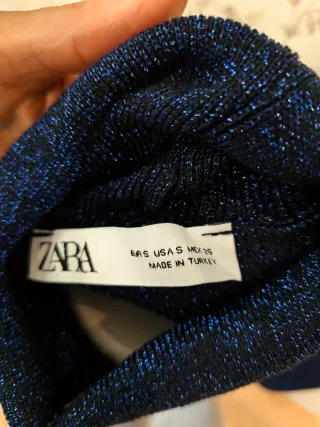 ZARA
EUR S USA S MEX 26
MADE IN TURKEY